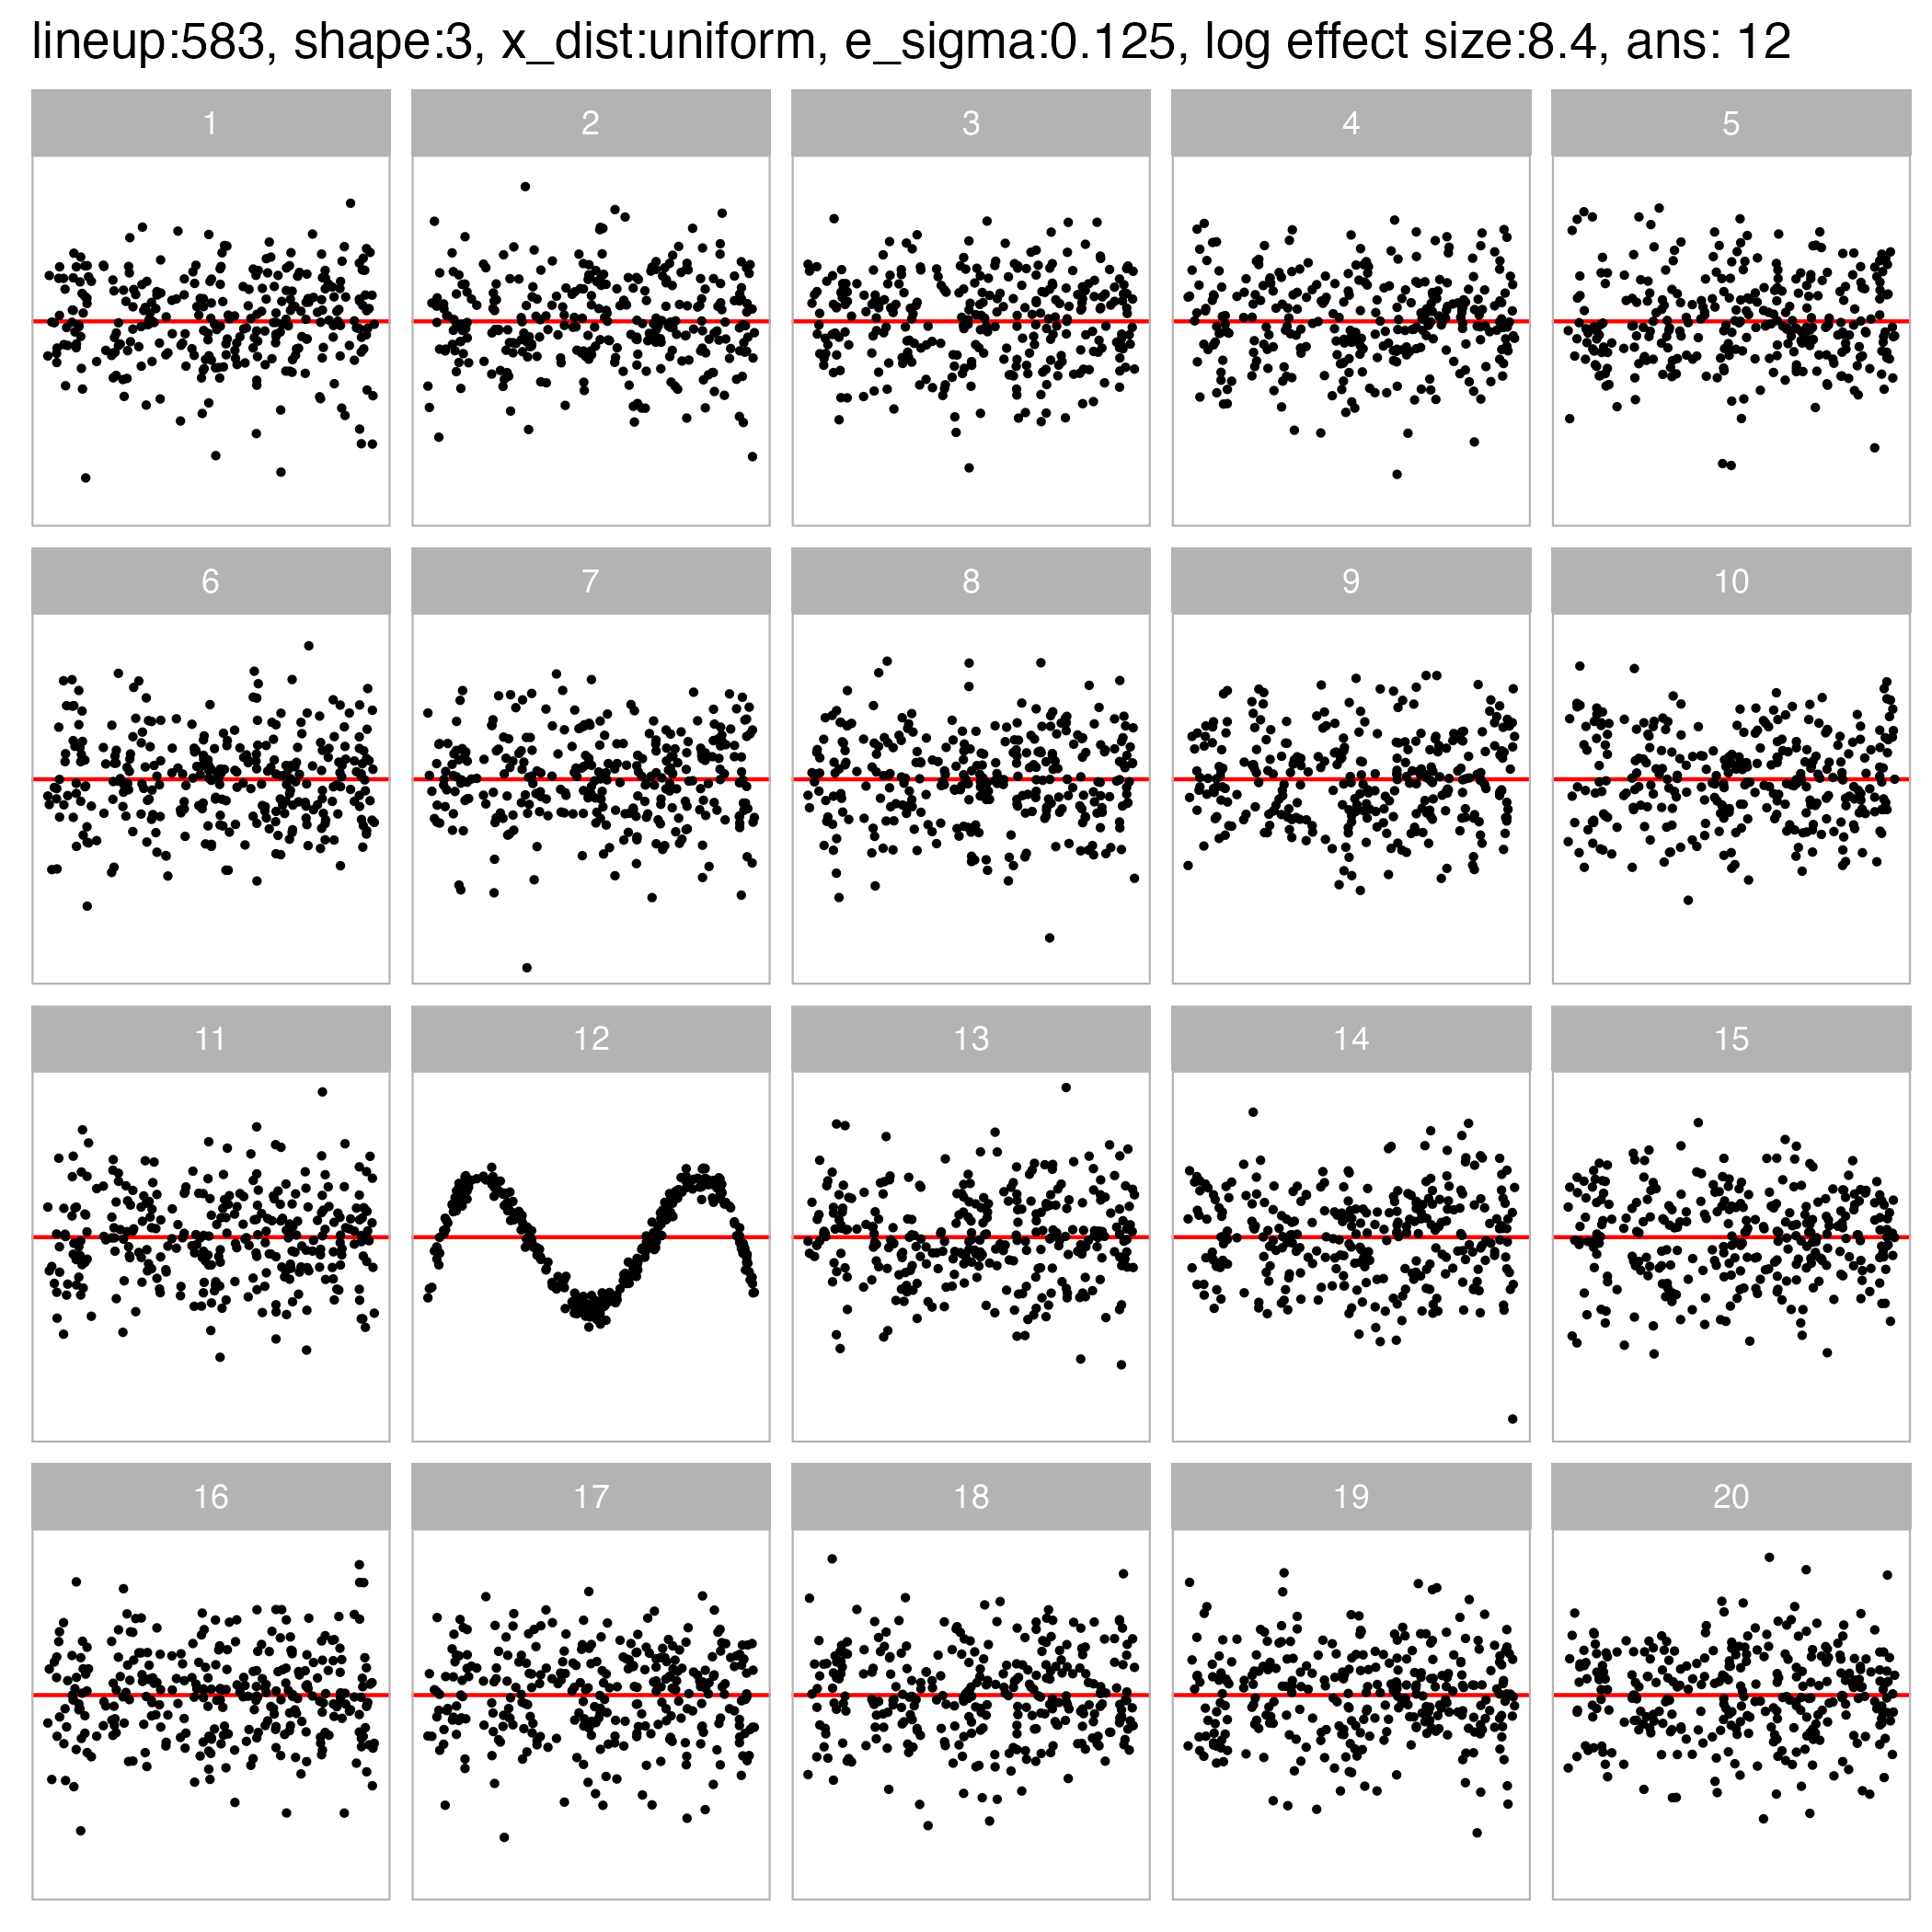 lineup:583, shape:3, x_dist:uniform, e_sigma:0.125, log effect size:8.4, ans: 12
1 2 3 4 5
6 7 8 9 10
11 12 13 14 15
16 17 18 19 20